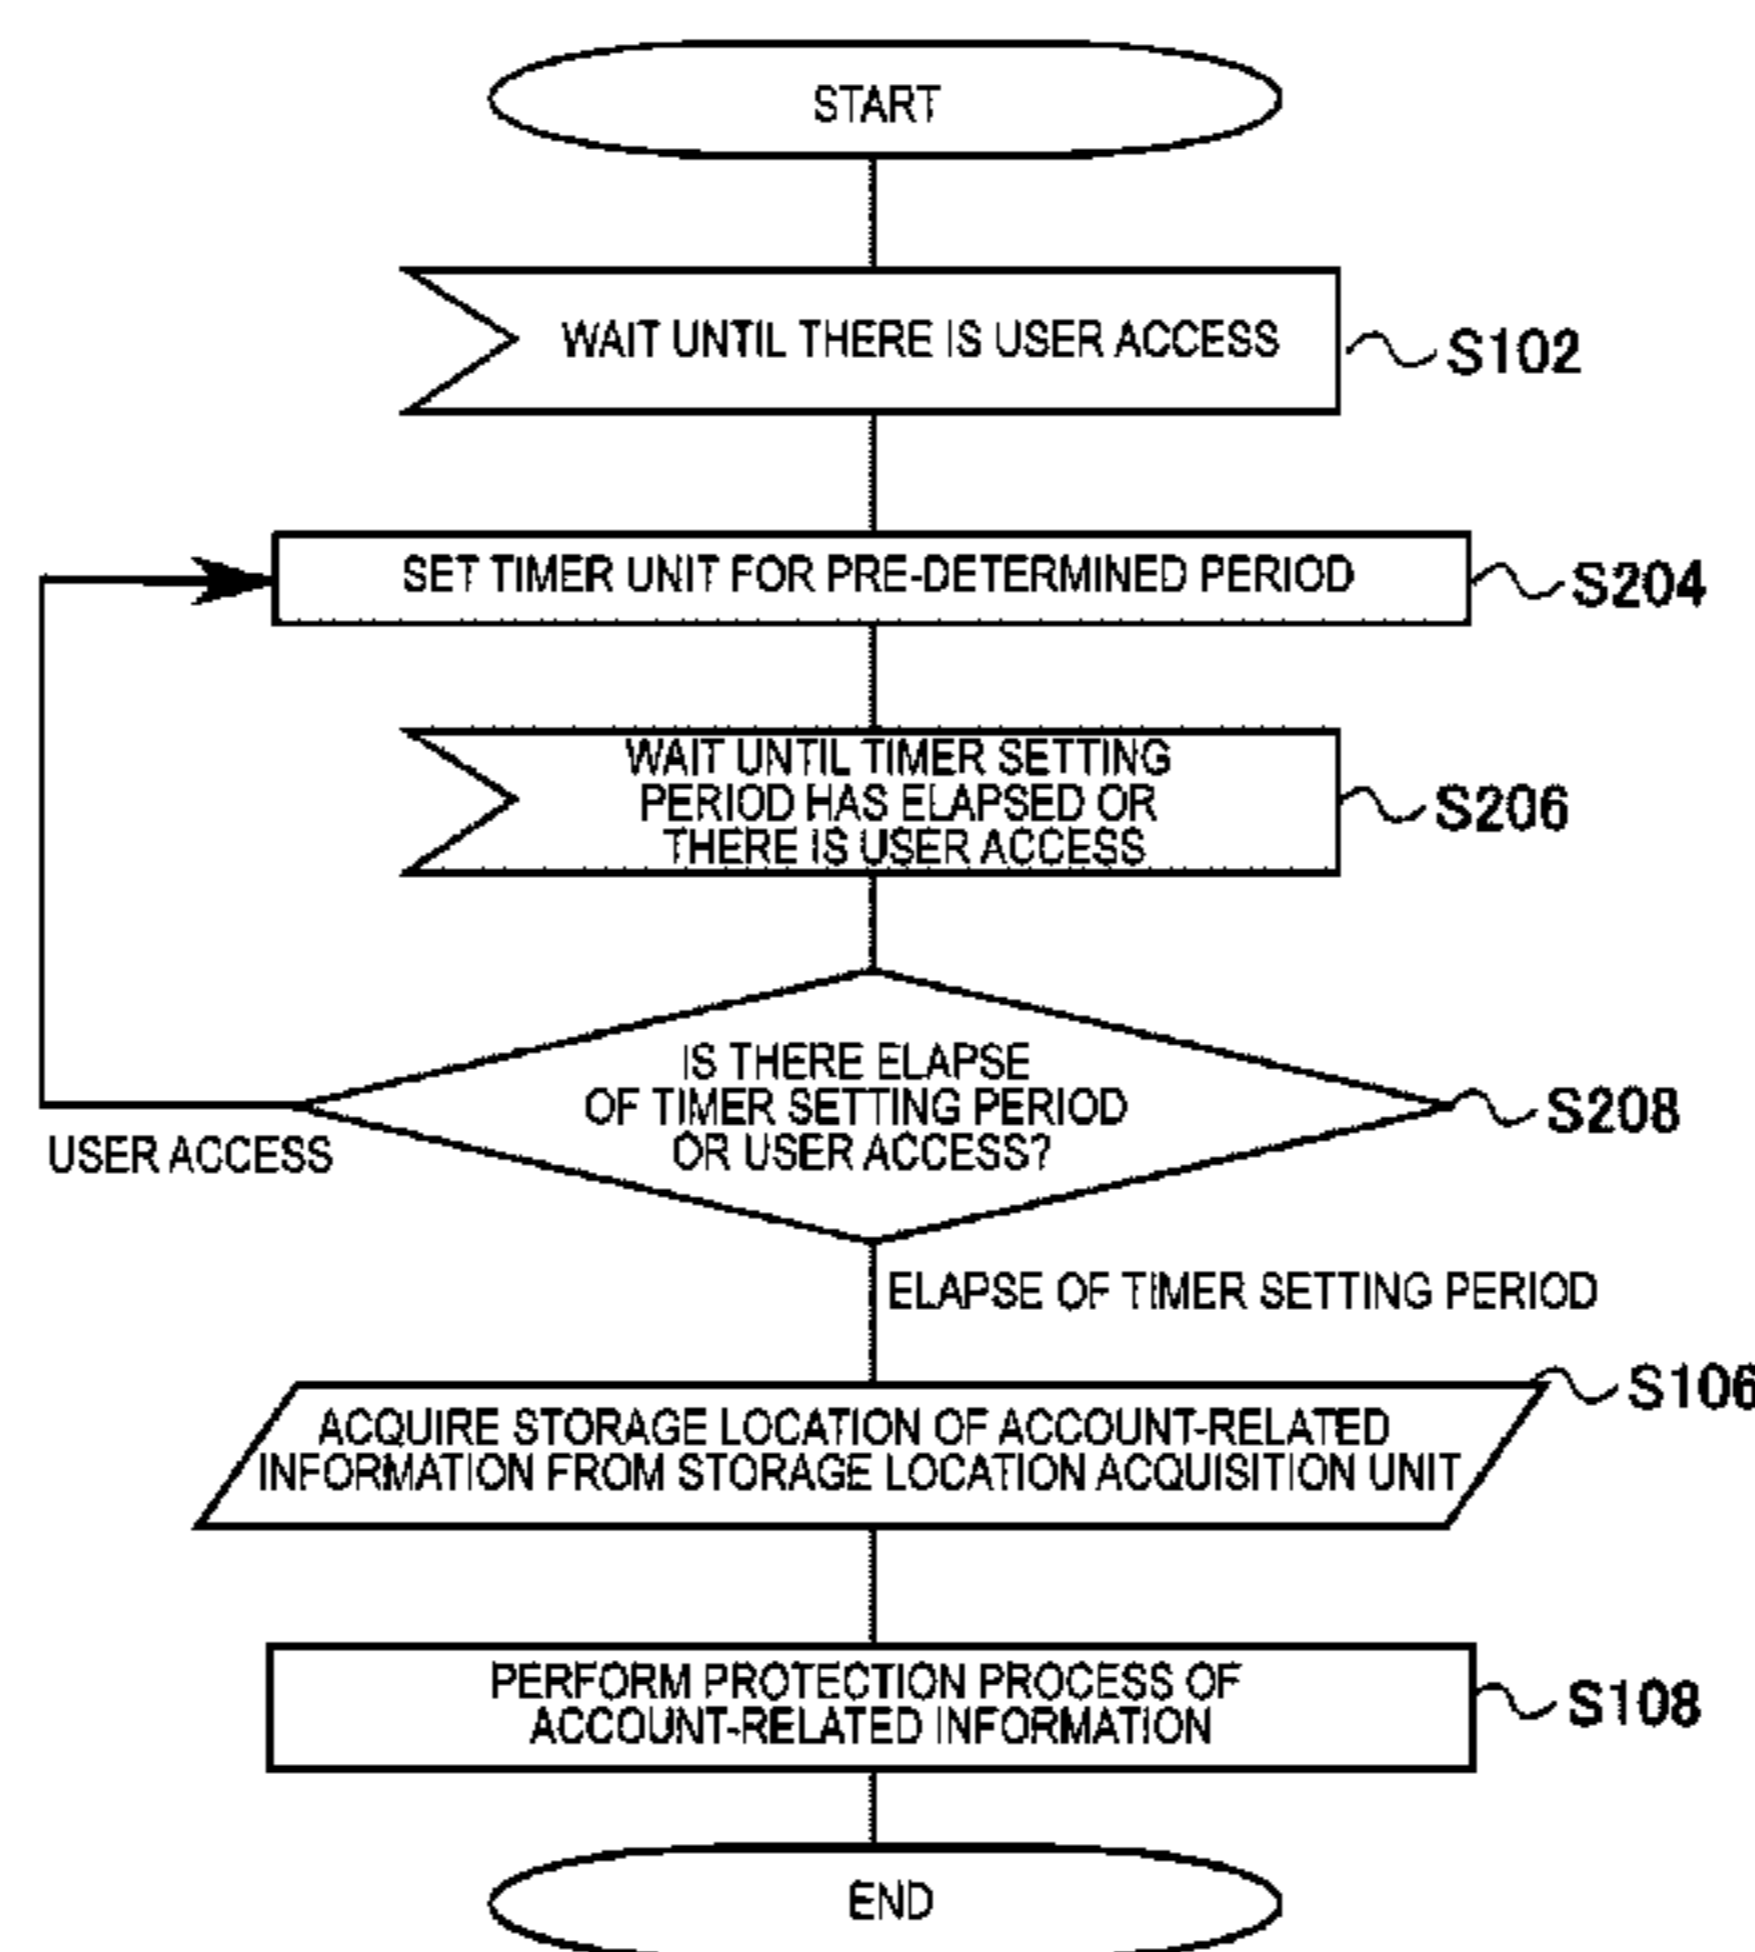 START
WAIT UNTIL THERE IS USER ACCESS
S102
SET TIMER UNIT FOR PRE-DETERMINED PERIOD
S204
WAIT UNTIL TIMER SETTING
PERIOD HAS ELAPSED OR
THERE IS USER ACCESS
S206
IS THERE ELAPSE
OF TIMER SETTING PERIOD
OR USER ACCESS?
S208
USER ACCESS
ELAPSE OF TIMER SETTING PERIOD
S106
ACQUIRE STORAGE LOCATION OF ACCOUNT-RELATED
INFORMATION FROM STORAGE LOCATION ACQUISITION UNIT
PERFORM PROTECTION PROCESS OF
ACCOUNT-RELATED INFORMATION
S108
END